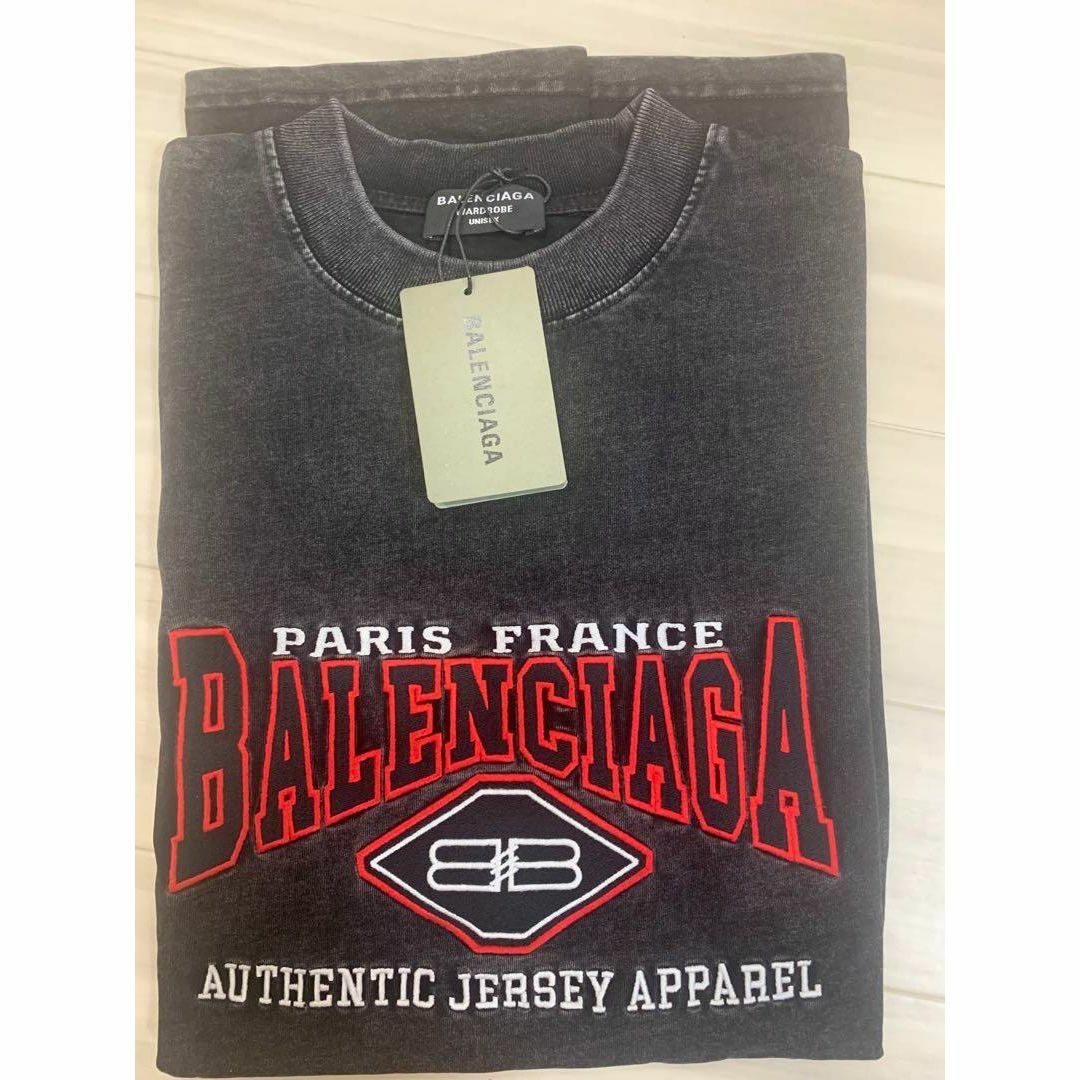 BALENCIAGA
WARDROBE
UNISEX
BALENCIAGA
PARIS FRANCE
BALENCIAGA
BB
AUTHENTIC JERSEY APPAREL